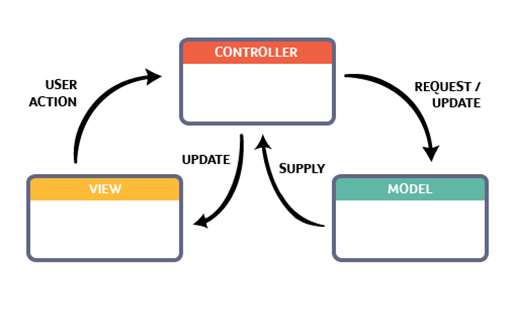 CONTROLLER
USER
ACTION
REQUEST /
UPDATE
UPDATE
SUPPLY
VIEW
MODEL